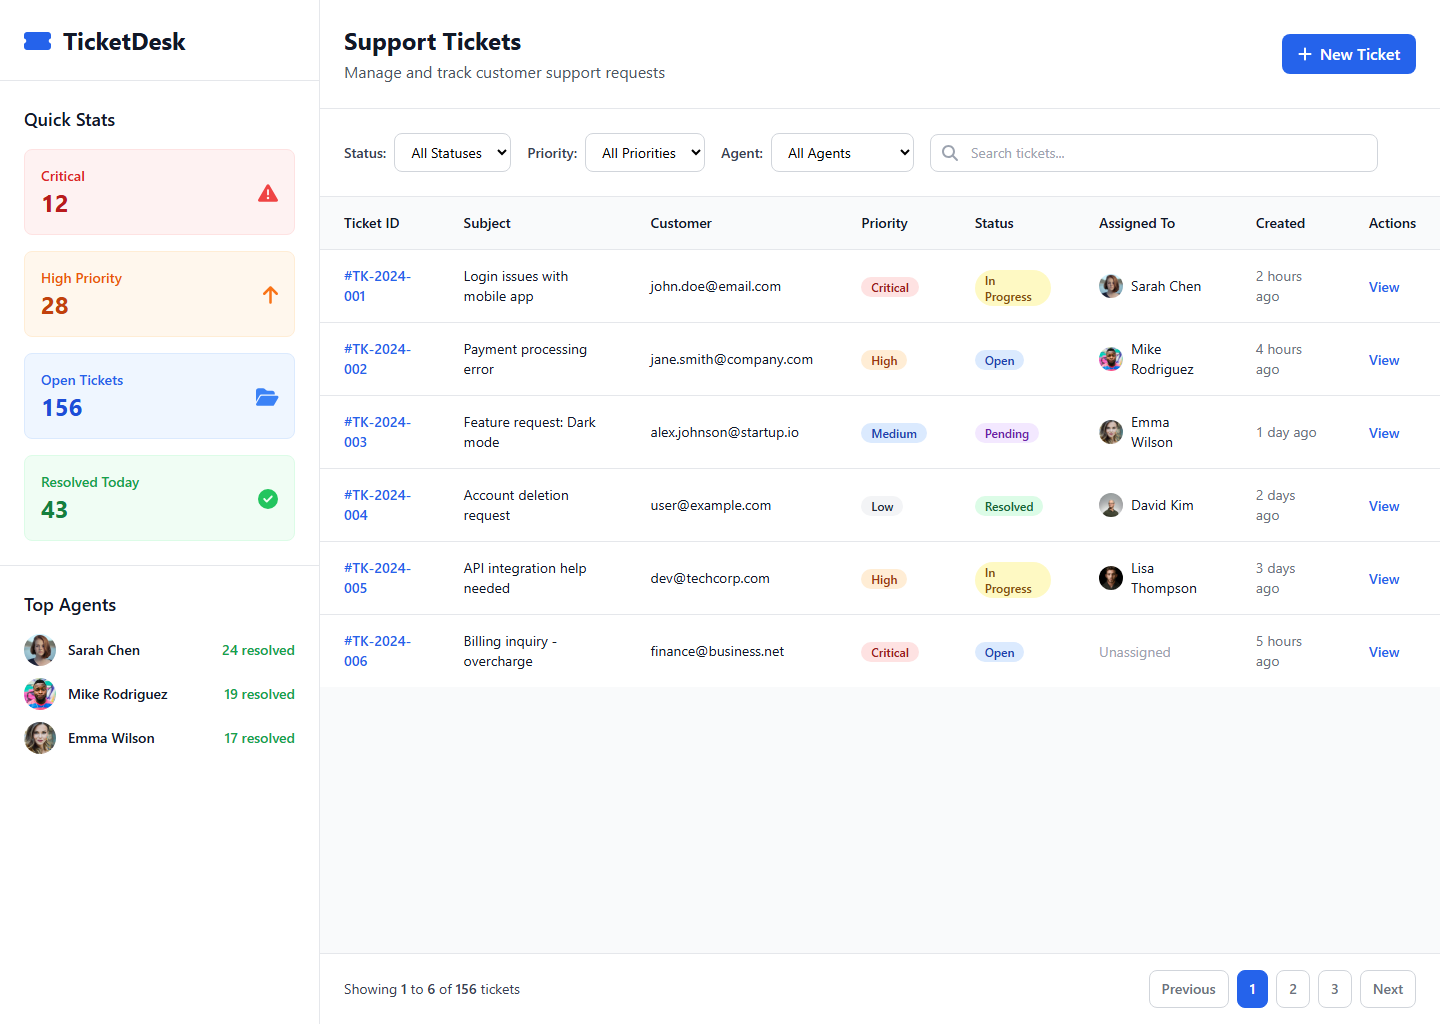 TicketDesk
Quick Stats
Critical
12
High Priority
28
Open Tickets
156
Resolved Today
43
Top Agents
Sarah Chen 24 resolved
Mike Rodriguez 19 resolved
Emma Wilson 17 resolved
Support Tickets
Manage and track customer support requests
New Ticket
Status: All Statuses Priority: All Priorities Agent: All Agents Search tickets...
Ticket ID Subject Customer Priority Status Assigned To Created Actions
#TK-2024-
001
Login issues with
mobile app
john.doe@email.com
Critical
In
Progress
Sarah Chen
2 hours
ago
View
#TK-2024-
002
Payment processing
error
jane.smith@company.com
High
Open
Mike
Rodriguez
4 hours
ago
View
#TK-2024-
003
Feature request: Dark
mode
alex.johnson@startup.io
Medium
Pending
Emma
Wilson
1 day ago
View
#TK-2024-
004
Account deletion
request
user@example.com
Low
Resolved
David Kim
2 days
ago
View
#TK-2024-
005
API integration help
needed
dev@techcorp.com
High
In
Progress
Lisa
Thompson
3 days
ago
View
#TK-2024-
006
Billing inquiry -
overcharge
finance@business.net
Critical
Open
Unassigned
5 hours
ago
View
Showing 1 to 6 of 156 tickets
Previous 1 2 3 Next